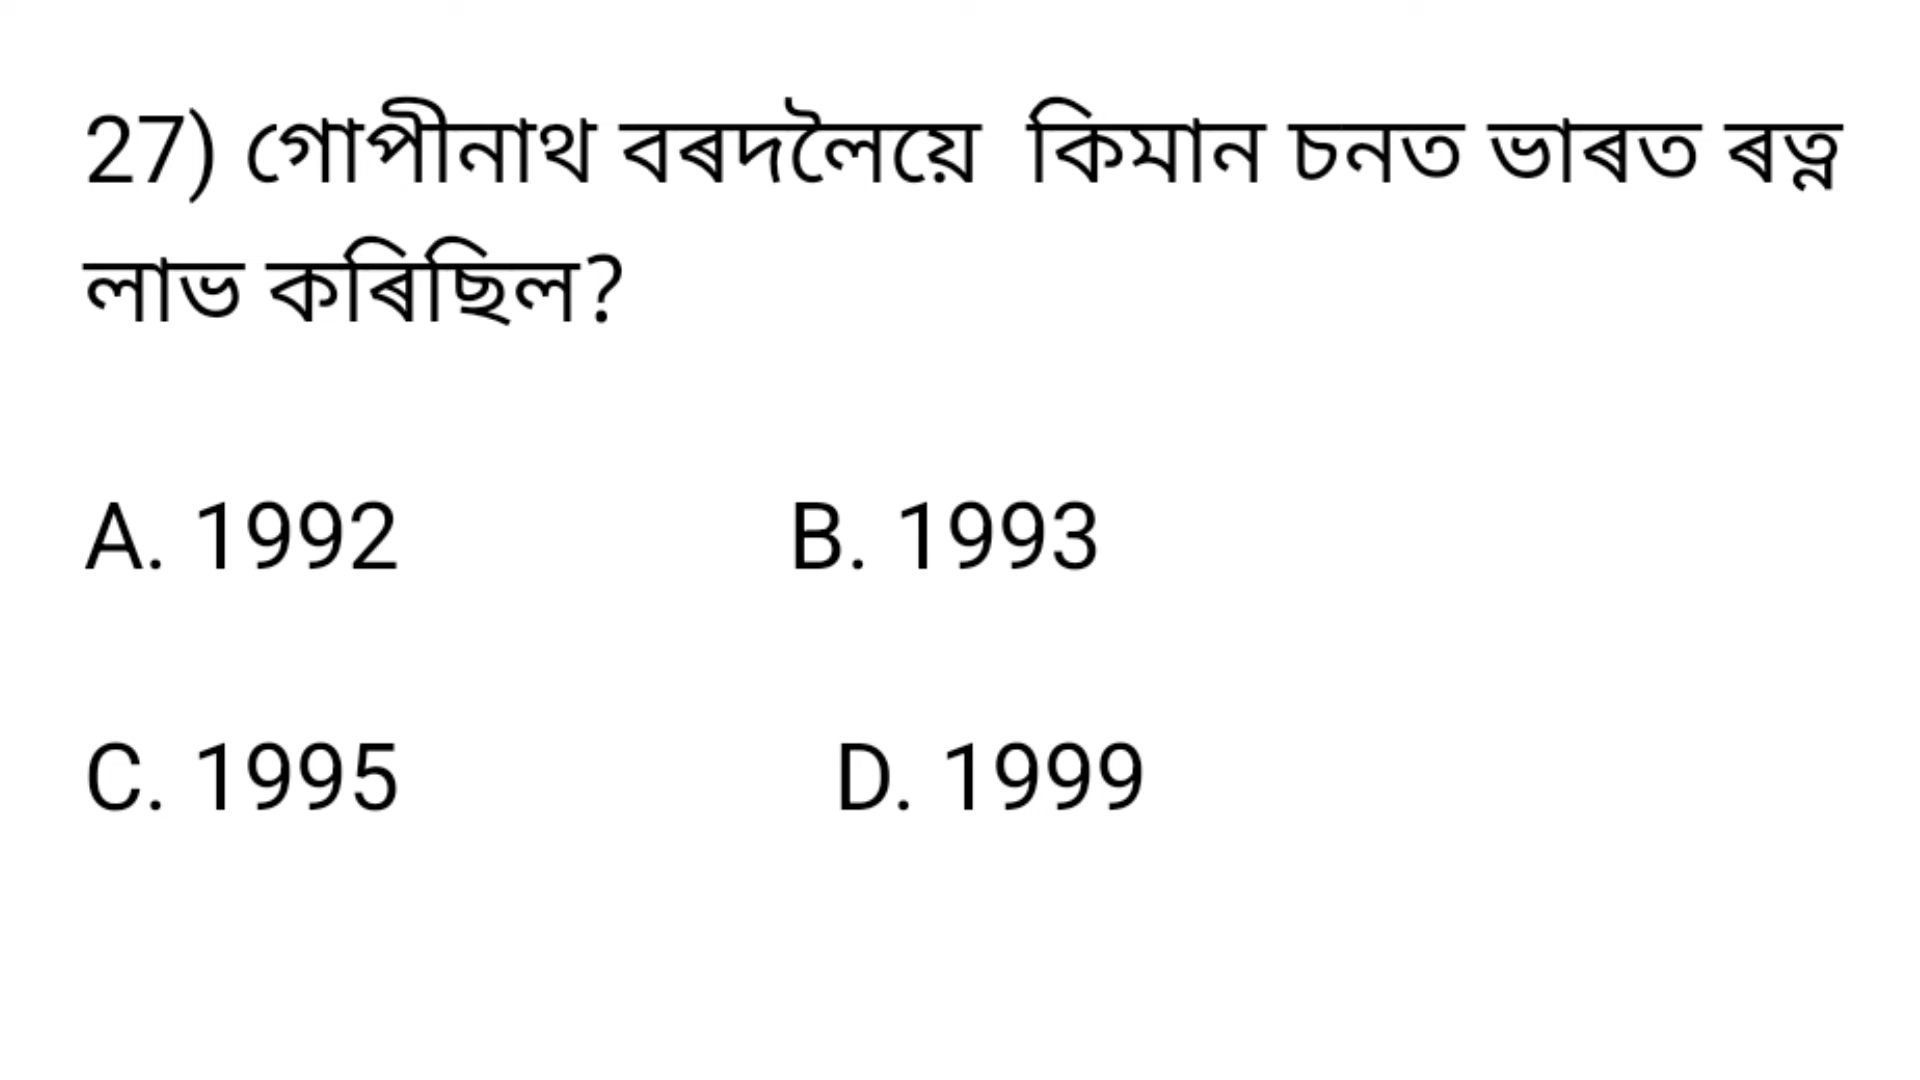 27) গোপীনাথ বৰদলৈয়ে কিমান চনত ভাৰত ৰত্ন
লাভ কৰিছিল?
A. 1992 B. 1993
C. 1995 D. 1999